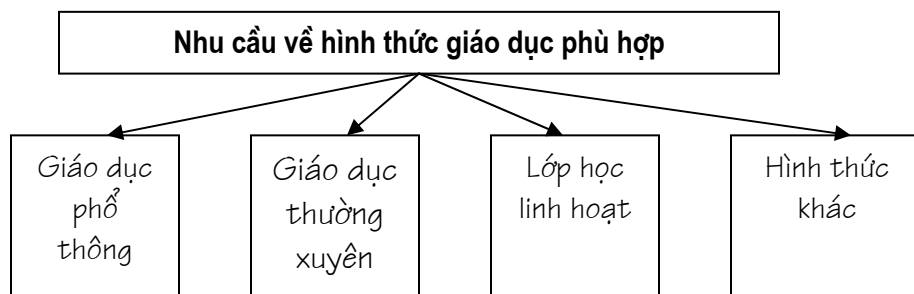 Nhu cầu về hình thức giáo dục phù hợp
Giáo dục
phổ
thông
Giáo dục
thường
xuyên
Lớp học
linh hoạt
Hình thức
khác